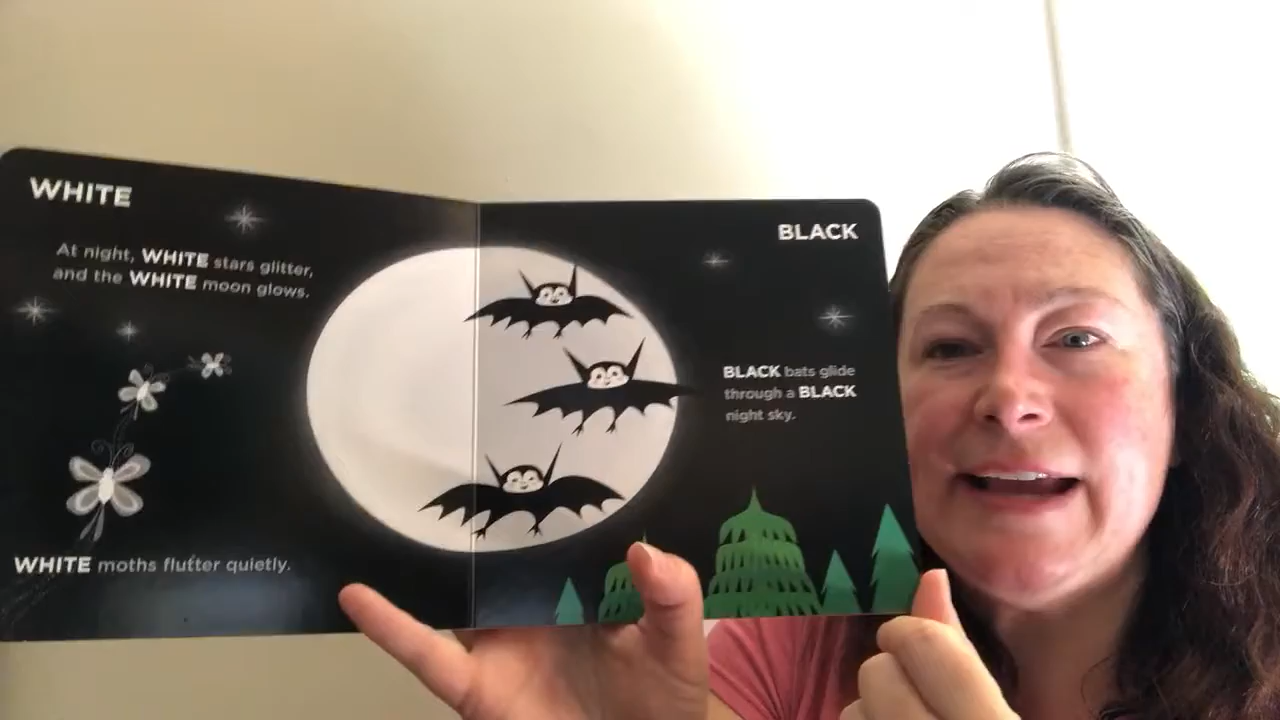 WHITE
At night, WHITE stars glitter,
and the WHITE moon glows.
WHITE moths flutter quietly.
BLACK
BLACK bats glide
through a BLACK
night sky.